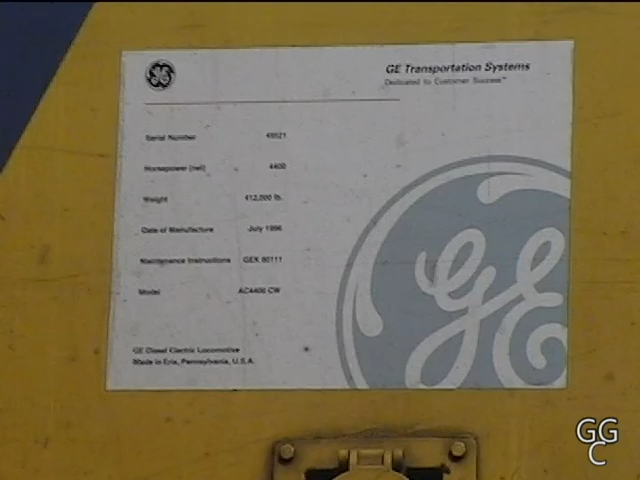 GE Transportation Systems
Dedicated to Customer Success™
Serial Number 49521
Horsepower (net) 4400
Weight 412,000 lb.
Date of Manufacture July 1996
Maintenance Instructions GEK 80111
Model AC4400 CW
GE Diesel Electric Locomotive
Made in Erie, Pennsylvania, U.S.A.
GE
GG
C